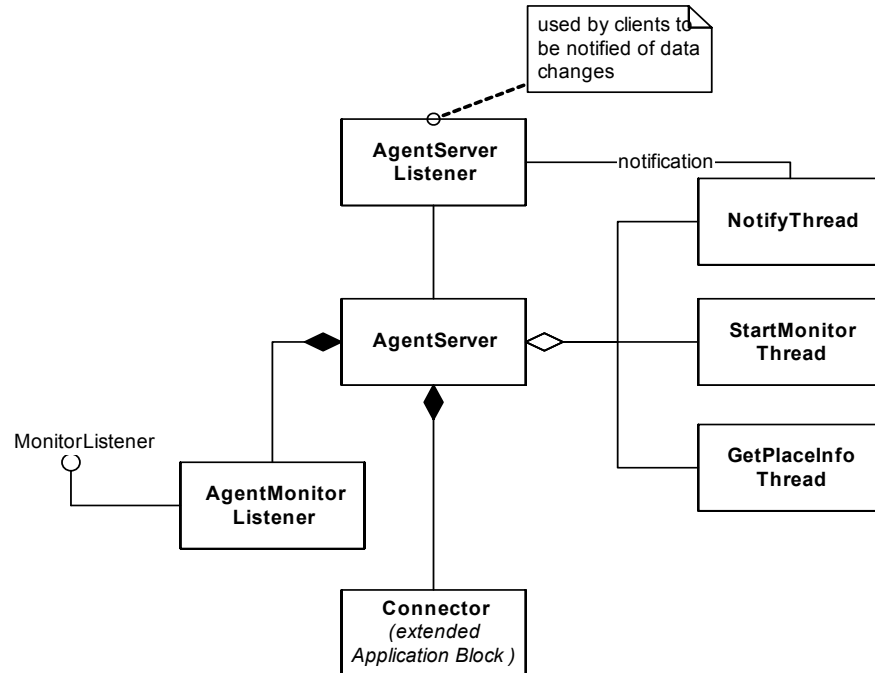 used by clients to
be notified of data
changes
AgentServer
Listener
notification
NotifyThread
AgentServer
StartMonitor
Thread
MonitorListener
GetPlaceInfo
Thread
AgentMonitor
Listener
Connector
(extended
Application Block )